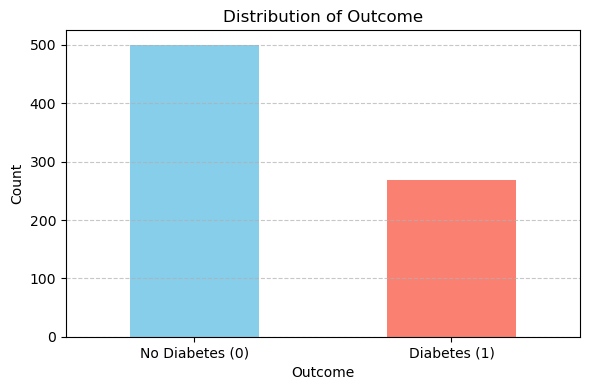 Distribution of Outcome
500
400
300
200
100
0
Count
No Diabetes (0)
Diabetes (1)
Outcome